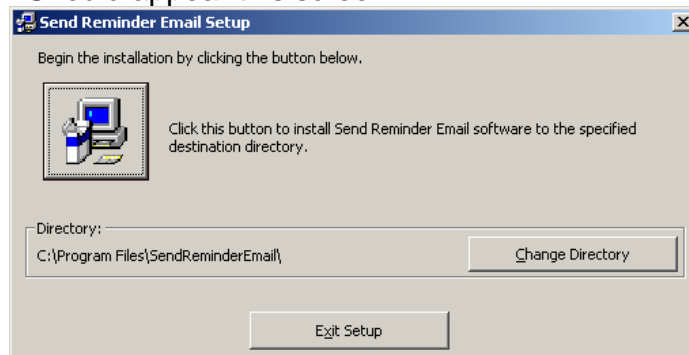 Send Reminder Email Setup
Begin the installation by clicking the button below.
Click this button to install Send Reminder Email software to the specified
destination directory.
Directory:
C:\Program Files\SendReminderEmail\
Change Directory
Exit Setup